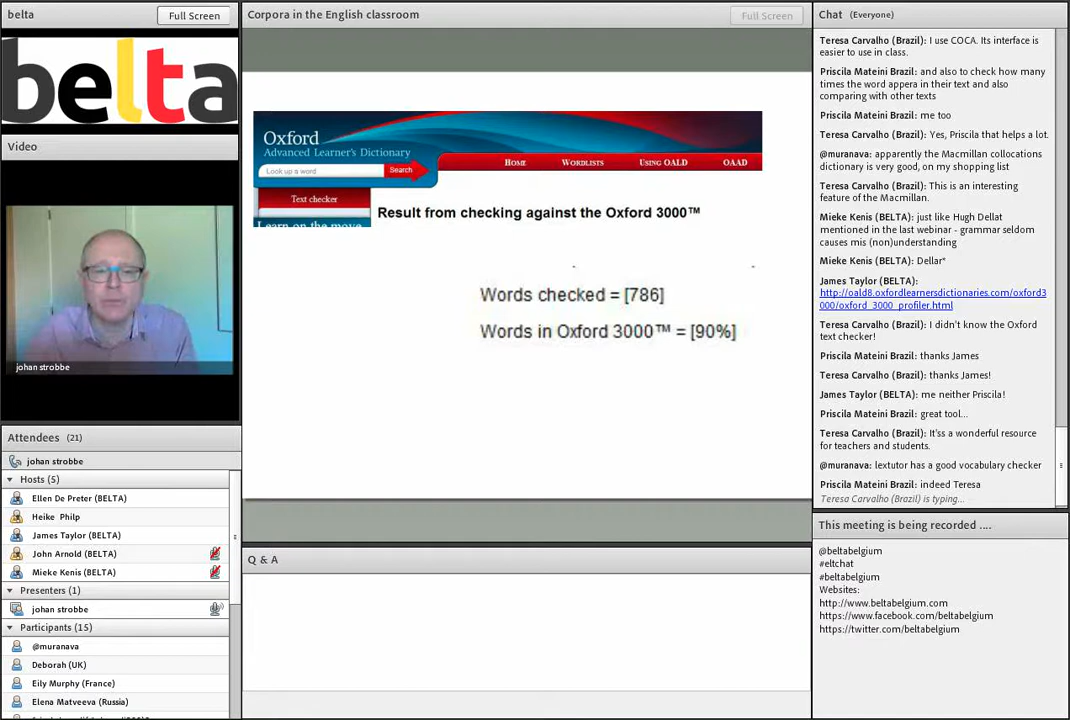 belta
Full Screen
belta
Video
johan strobbe
Attendees (21)
johan strobbe
Hosts (5)
Ellen De Preter (BELTA)
Heike Philp
James Taylor (BELTA)
John Arnold (BELTA)
Mieke Kenis (BELTA)
Presenters (1)
johan strobbe
Participants (15)
@muranava
Deborah (UK)
Eily Murphy (France)
Elena Matveeva (Russia)
Corpora in the English classroom
Full Screen
Oxford
Advanced Learner's Dictionary
Look up a word
Search
HOME
WORDLISTS
USING OALD
OAAD
Text checker
Learn on the move
Result from checking against the Oxford 3000™
Words checked = [786]
Words in Oxford 3000™ = [90%]
Q & A
Chat (Everyone)
Teresa Carvalho (Brazil): I use COCA. Its interface is
easier to use in class.
Priscila Mateini Brazil: and also to check how many
times the word appera in their text and also
comparing with other texts
Priscila Mateini Brazil: me too
Teresa Carvalho (Brazil): Yes, Priscila that helps a lot.
@muranava: apparently the Macmillan collocations
dictionary is very good, on my shopping list
Teresa Carvalho (Brazil): This is an interesting
feature of the Macmillan.
Mieke Kenis (BELTA): just like Hugh Dellat
mentioned in the last webinar - grammar seldom
causes mis (non)understanding
Mieke Kenis (BELTA): Dellar*
James Taylor (BELTA):
http://oald8.oxfordlearnersdictionaries.com/oxford3
000/oxford_3000_profiler.html
Teresa Carvalho (Brazil): I didn't know the Oxford
text checker!
Priscila Mateini Brazil: thanks James
Teresa Carvalho (Brazil): thanks James!
James Taylor (BELTA): me neither Priscila!
Priscila Mateini Brazil: great tool...
Teresa Carvalho (Brazil): It'ss a wonderful resource
for teachers and students.
@muranava: lextutor has a good vocabulary checker
Priscila Mateini Brazil: indeed Teresa
Teresa Carvalho (Brazil) is typing...
This meeting is being recorded ....
@beltabelgium
#eltchat
#beltabelgium
Websites:
http://www.beltabelgium.com
https://www.facebook.com/beltabelgium
https://twitter.com/beltabelgium